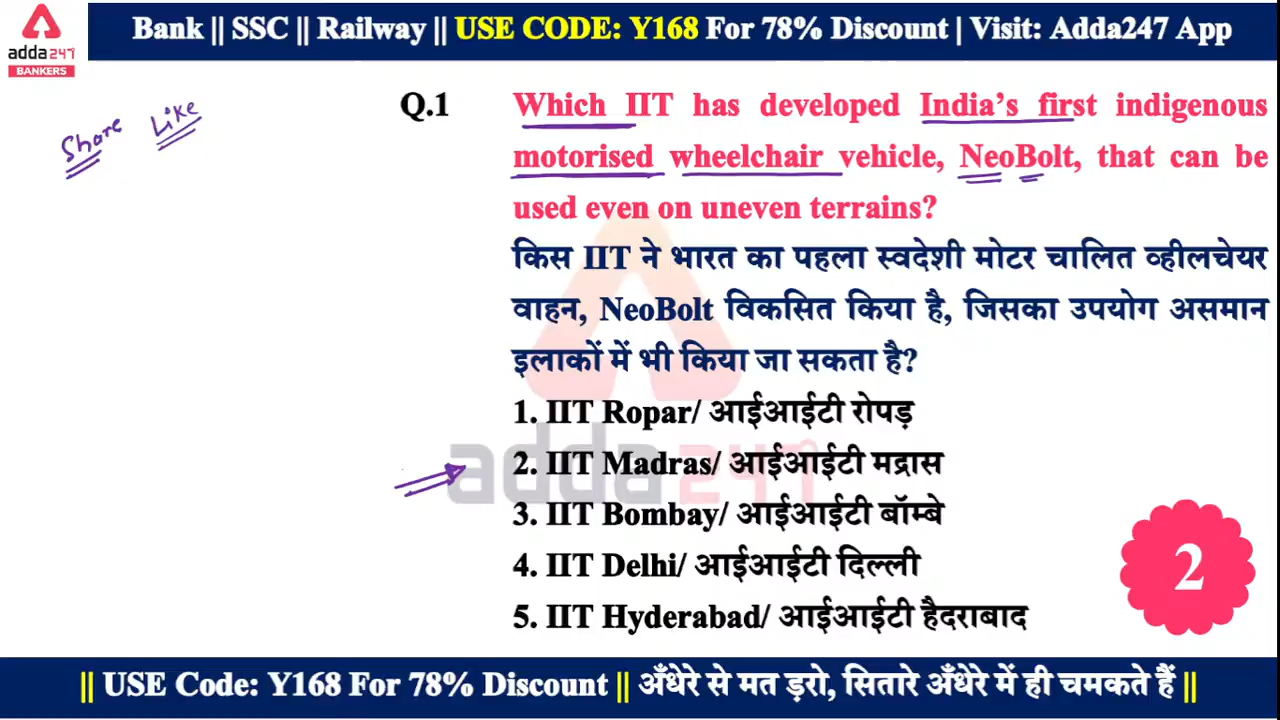 Bank || SSC || Railway || USE CODE: Y168 For 78% Discount | Visit: Adda247 App
adda247
BANKERS
Share Like
Q.1 Which IIT has developed India's first indigenous
motorised wheelchair vehicle, NeoBolt, that can be
used even on uneven terrains?
किस IIT ने भारत का पहला स्वदेशी मोटर चालित व्हीलचेयर
वाहन, NeoBolt विकसित किया है, जिसका उपयोग असमान
इलाकों में भी किया जा सकता है?
1. IIT Ropar/ आईआईटी रोपड़
2. IIT Madras/ आईआईटी मद्रास
3. IIT Bombay/ आईआईटी बॉम्बे
4. IIT Delhi/ आईआईटी दिल्ली
5. IIT Hyderabad/ आईआईटी हैदराबाद
adda247
2
|| USE Code: Y168 For 78% Discount || अँधेरे से मत ड़रो, सितारे अँधेरे में ही चमकते हैं ||